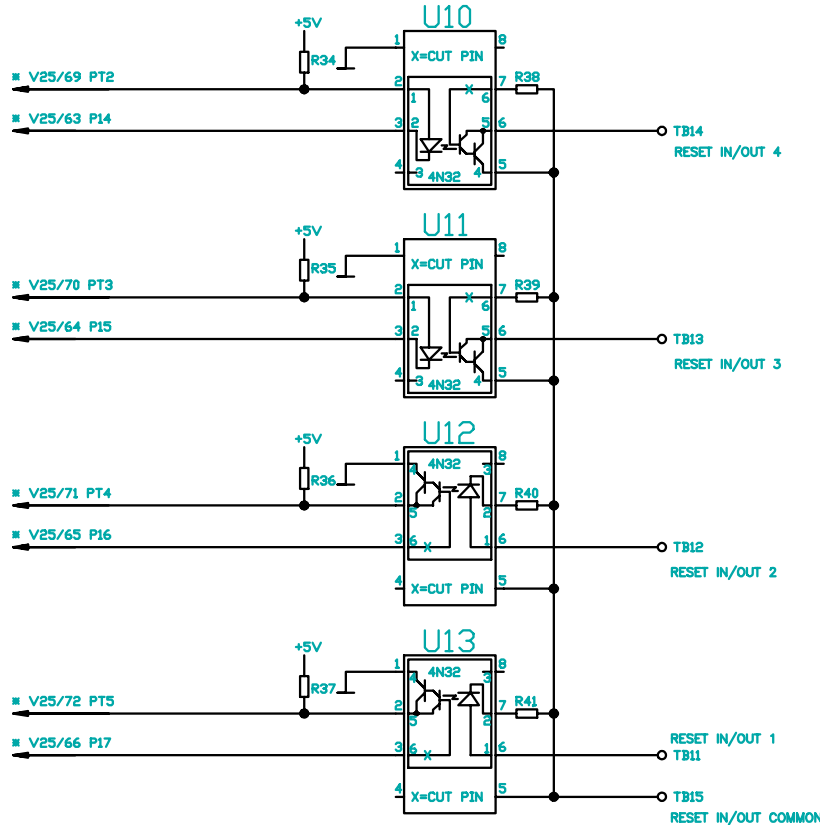 U10
+5V
1 8
R34 X=CUT PIN
※ V25/69 PT2 2 7 R38
1 6 X
※ V25/63 P14 3 2 5 6 TB14
RESET IN/OUT 4
4 3 4N32 4 5
U11
+5V
1 8
R35 X=CUT PIN
※ V25/70 PT3 2 7 R39
1 6 X
※ V25/64 P15 3 2 5 6 TB13
RESET IN/OUT 3
4 3 4N32 4 5
U12
+5V
1 4N32 8
4 3
R36
※ V25/71 PT4 2 7 R40
5 2
※ V25/65 P16 3 6 X 1 6 TB12
RESET IN/OUT 2
4 X=CUT PIN 5
U13
+5V
1 4N32 8
4 3
R37
※ V25/72 PT5 2 7 R41
5 2
RESET IN/OUT 1
※ V25/66 P17 3 6 X 1 6 TB11
4 X=CUT PIN 5 TB15
RESET IN/OUT COMMON